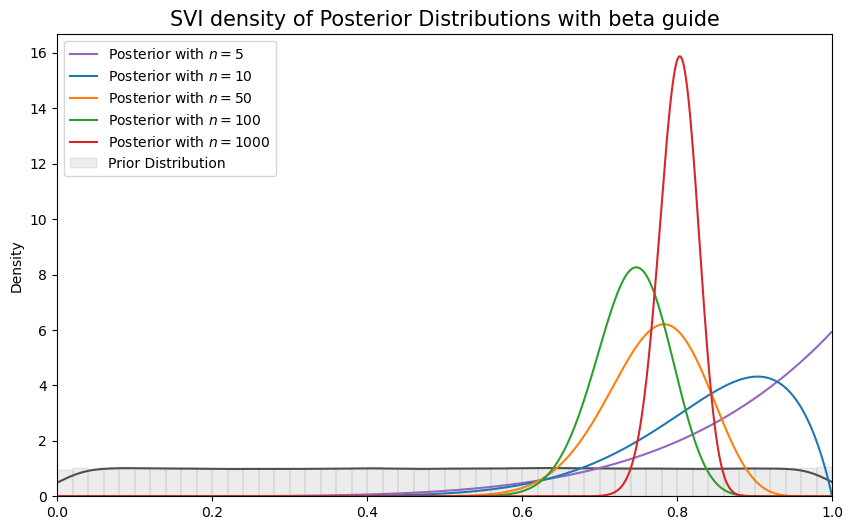 SVI density of Posterior Distributions with beta guide
Posterior with n = 5
Posterior with n = 10
Posterior with n = 50
Posterior with n = 100
Posterior with n = 1000
Prior Distribution
Density
16
14
12
10
8
6
4
2
0
0.0 0.2 0.4 0.6 0.8 1.0